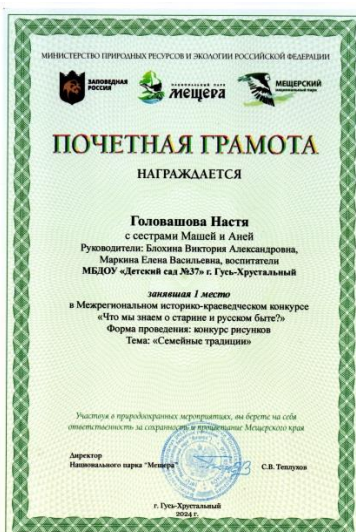 МИНИСТЕРСТВО ПРИРОДНЫХ РЕСУРСОВ И ЭКОЛОГИИ РОССИЙСКОЙ ФЕДЕРАЦИИ
ЗАПОВЕДНАЯ
РОССИЯ
НАЦИОНАЛЬНЫЙ ПАРК
мещера
МЕЩЕРСКИЙ
национальный парк
ПОЧЕТНАЯ ГРАМОТА
НАГРАЖДАЕТСЯ
Головашова Настя
с сестрами Машей и Аней
Руководители: Блохина Виктория Александровна,
Маркина Елена Васильевна, воспитатели
МБДОУ «Детский сад №37» г. Гусь-Хрустальный
занявшая 1 место
в Межрегиональном историко-краеведческом конкурсе
«Что мы знаем о старине и русском быте?»
Форма проведения: конкурс рисунков
Тема: «Семейные традиции»
Участвуя в природоохранных мероприятиях, вы берете на себя
ответственность за сохранность и процветание Мещерского края
Директор
Национального парка "Мещера"
С.В. Теплухов
г. Гусь-Хрустальный
2024 г.